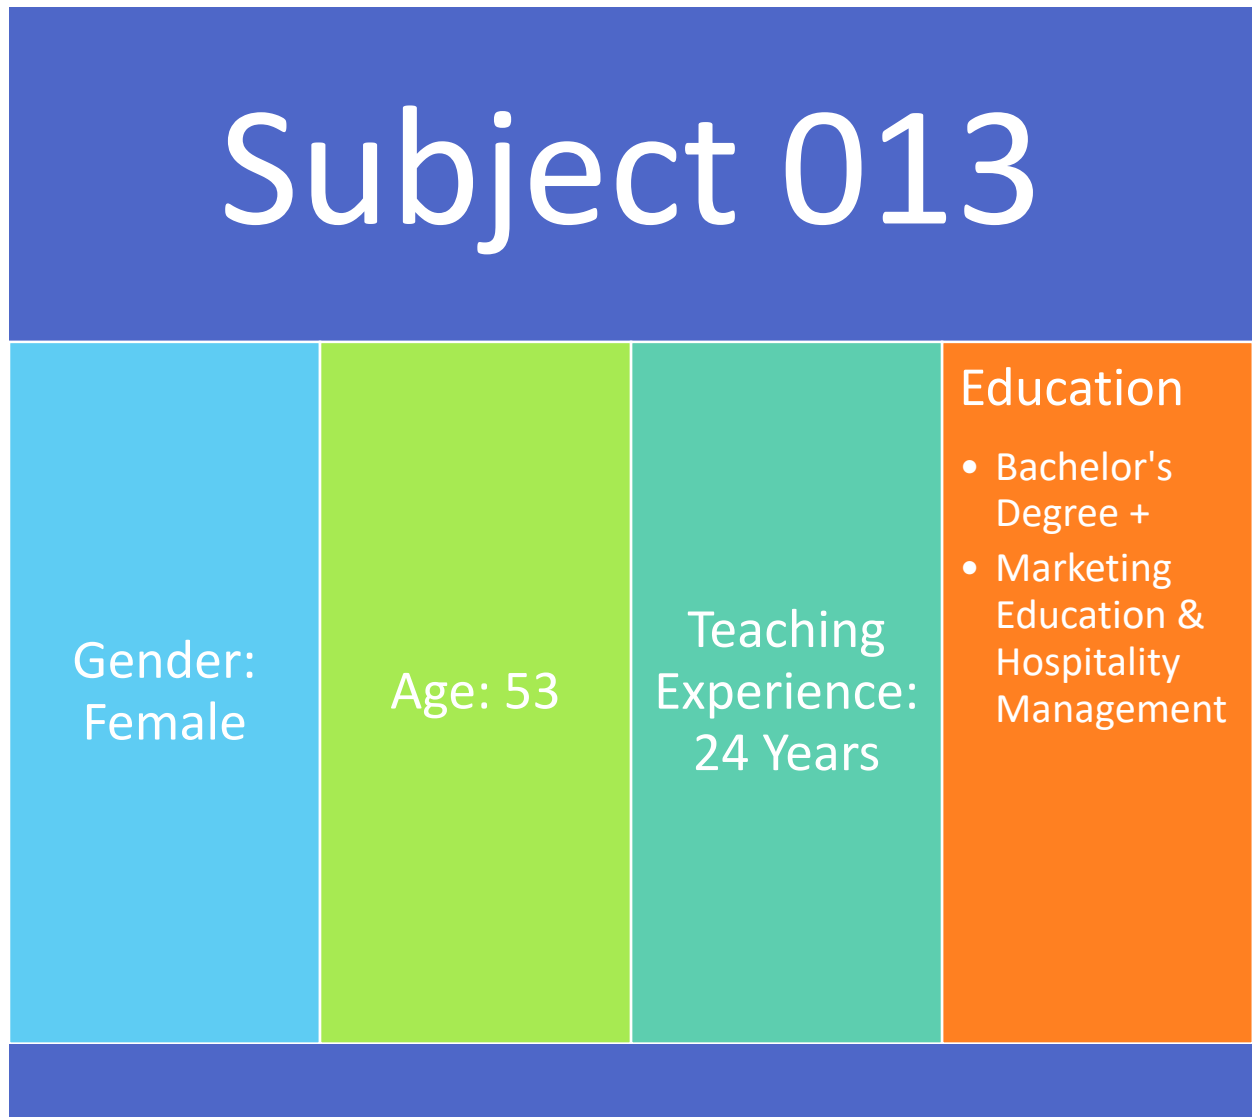 Subject 013
Gender:
Female
Age: 53
Teaching
Experience:
24 Years
Education
• Bachelor's
Degree +
• Marketing
Education &
Hospitality
Management